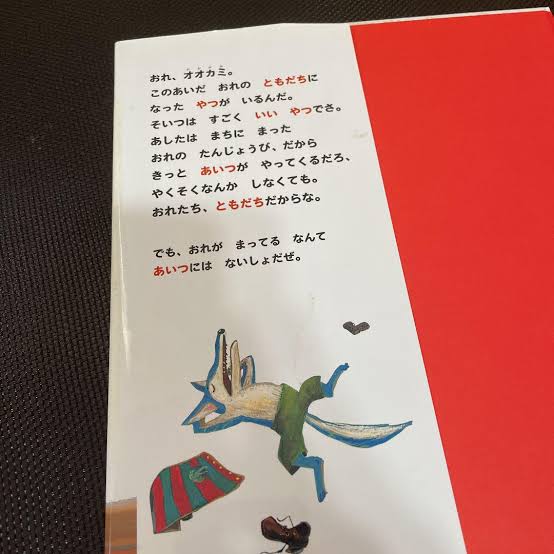 おれ、オオカミ。
このあいだ おれの ともだちに
なった やつが いるんだ。
そいつは すごく いい やつでさ。
あしたは まちに まった
おれの たんじょうび、だから
きっと あいつが やってくるだろ、
やくそくなんか しなくても。
おれたち、ともだちだからな。
でも、おれが まってる なんて
あいつには ないしょだぜ。